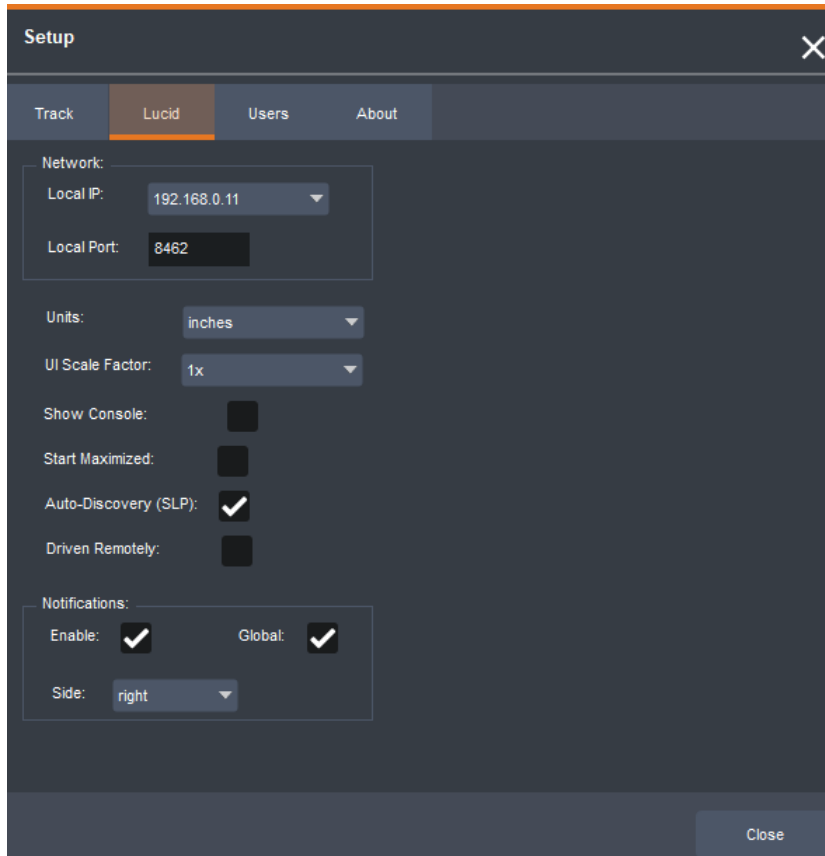 Setup
Track Lucid Users About
Network:
Local IP: 192.168.0.11
Local Port: 8462
Units: inches
UI Scale Factor: 1x
Show Console:
Start Maximized:
Auto-Discovery (SLP):
Driven Remotely:
Notifications:
Enable: Global:
Side: right
Close